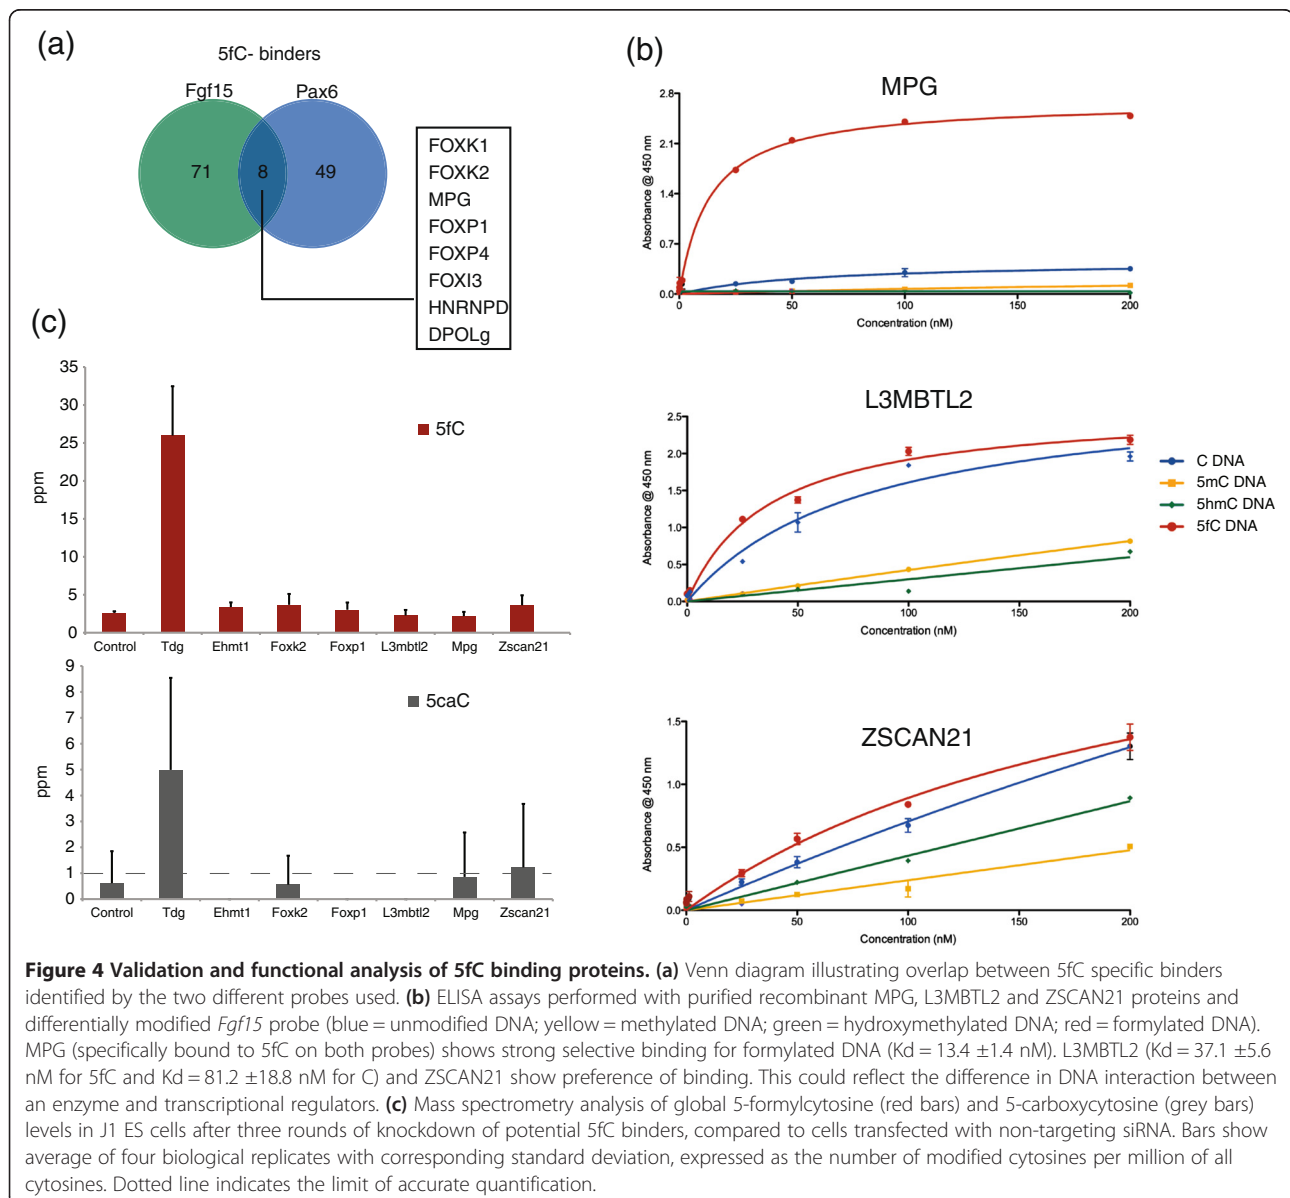 (a)
5fC- binders
Fgf15
Pax6
71
8
49
FOXK1
FOXK2
MPG
FOXP1
FOXP4
FOXI3
HNRNPD
DPOLg
(b)
MPG
Absorbance @ 450 nm
2.8
2.1
1.4
0.7
0.0
0
50
100
150
200
Concentration (nM)
L3MBTL2
Absorbance @ 450 nm
2.5
2.0
1.5
1.0
0.5
0.0
0
50
100
150
200
Concentration (nM)
C DNA
5mC DNA
5hmC DNA
5fC DNA
ZSCAN21
Absorbance @ 450 nm
1.5
1.0
0.5
0.0
0
50
100
150
200
Concentration (nM)
(c)
ppm
35
30
25
20
15
10
5
0
5fC
Control Tdg Ehmt1 Foxk2 Foxp1 L3mbtl2 Mpg Zscan21
ppm
9
8
7
6
5
4
3
2
1
0
5caC
Control Tdg Ehmt1 Foxk2 Foxp1 L3mbtl2 Mpg Zscan21
Figure 4 Validation and functional analysis of 5fC binding proteins. (a) Venn diagram illustrating overlap between 5fC specific binders
identified by the two different probes used. (b) ELISA assays performed with purified recombinant MPG, L3MBTL2 and ZSCAN21 proteins and
differentially modified Fgf15 probe (blue = unmodified DNA; yellow = methylated DNA; green = hydroxymethylated DNA; red = formylated DNA).
MPG (specifically bound to 5fC on both probes) shows strong selective binding for formylated DNA (Kd = 13.4 ±1.4 nM). L3MBTL2 (Kd = 37.1 ±5.6
nM for 5fC and Kd = 81.2 ±18.8 nM for C) and ZSCAN21 show preference of binding. This could reflect the difference in DNA interaction between
an enzyme and transcriptional regulators. (c) Mass spectrometry analysis of global 5-formylcytosine (red bars) and 5-carboxycytosine (grey bars)
levels in J1 ES cells after three rounds of knockdown of potential 5fC binders, compared to cells transfected with non-targeting siRNA. Bars show
average of four biological replicates with corresponding standard deviation, expressed as the number of modified cytosines per million of all
cytosines. Dotted line indicates the limit of accurate quantification.